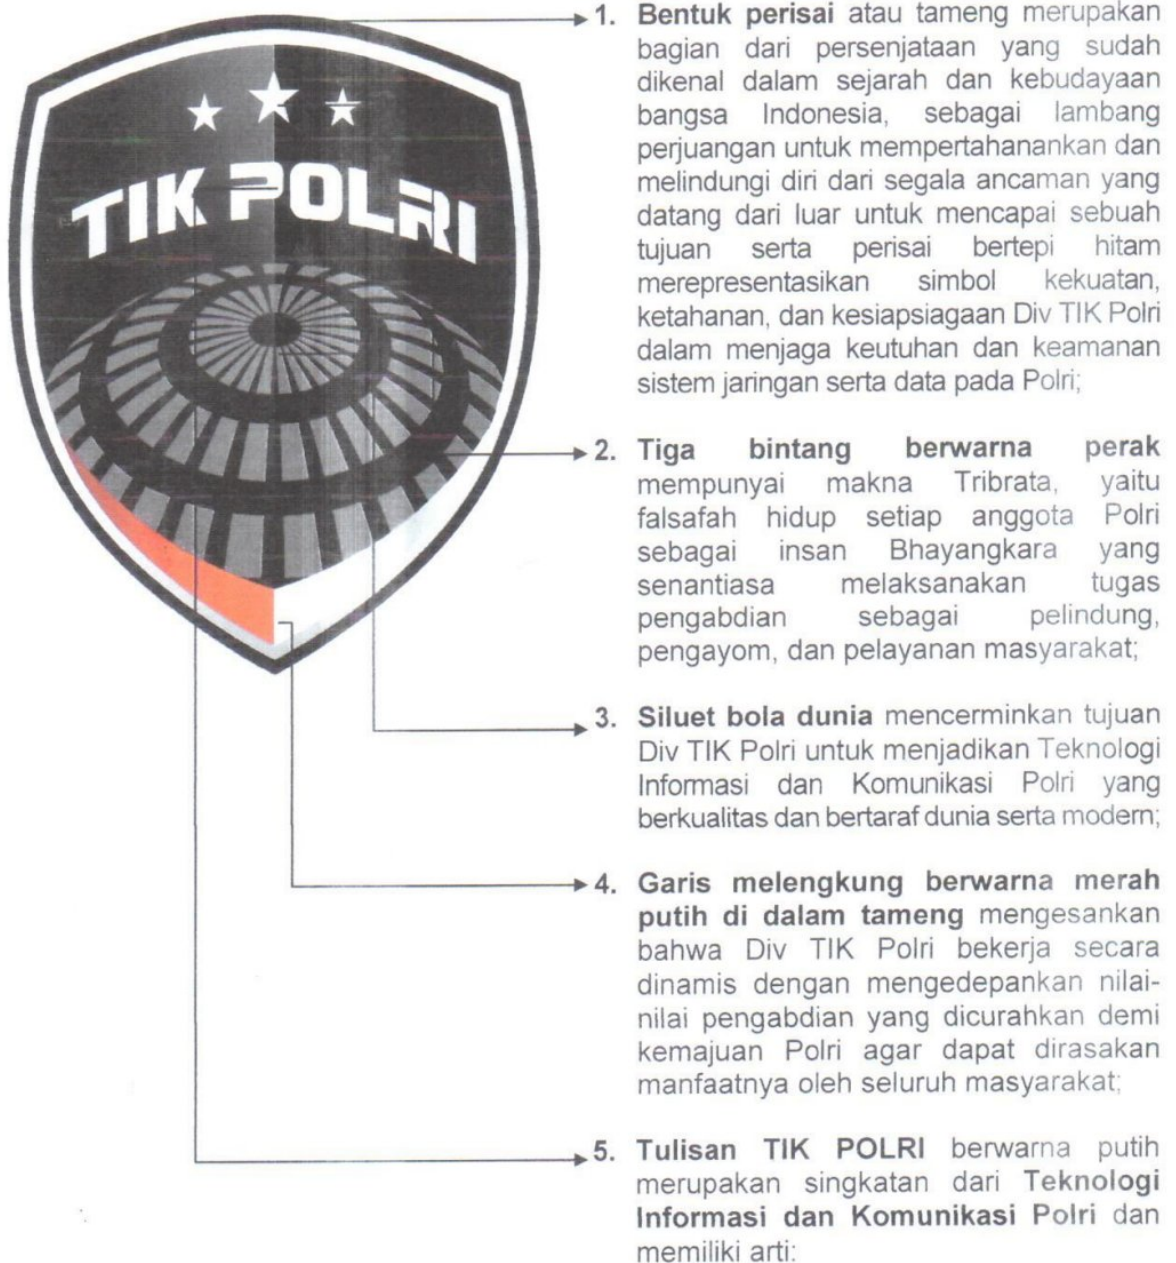 TIK POLRI
1. Bentuk perisai atau tameng merupakan
bagian dari persenjataan yang sudah
dikenal dalam sejarah dan kebudayaan
bangsa Indonesia, sebagai lambang
perjuangan untuk mempertahanankan dan
melindungi diri dari segala ancaman yang
datang dari luar untuk mencapai sebuah
tujuan serta perisai bertepi hitam
merepresentasikan simbol kekuatan,
ketahanan, dan kesiapsiagaan Div TIK Polri
dalam menjaga keutuhan dan keamanan
sistem jaringan serta data pada Polri;
2. Tiga bintang berwarna perak
mempunyai makna Tribrata, yaitu
falsafah hidup setiap anggota Polri
sebagai insan Bhayangkara yang
senantiasa melaksanakan tugas
pengabdian sebagai pelindung,
pengayom, dan pelayanan masyarakat;
3. Siluet bola dunia mencerminkan tujuan
Div TIK Polri untuk menjadikan Teknologi
Informasi dan Komunikasi Polri yang
berkualitas dan bertaraf dunia serta modern;
4. Garis melengkung berwarna merah
putih di dalam tameng mengesankan
bahwa Div TIK Polri bekerja secara
dinamis dengan mengedepankan nilai-
nilai pengabdian yang dicurahkan demi
kemajuan Polri agar dapat dirasakan
manfaatnya oleh seluruh masyarakat;
5. Tulisan TIK POLRI berwarna putih
merupakan singkatan dari Teknologi
Informasi dan Komunikasi Polri dan
memiliki arti: